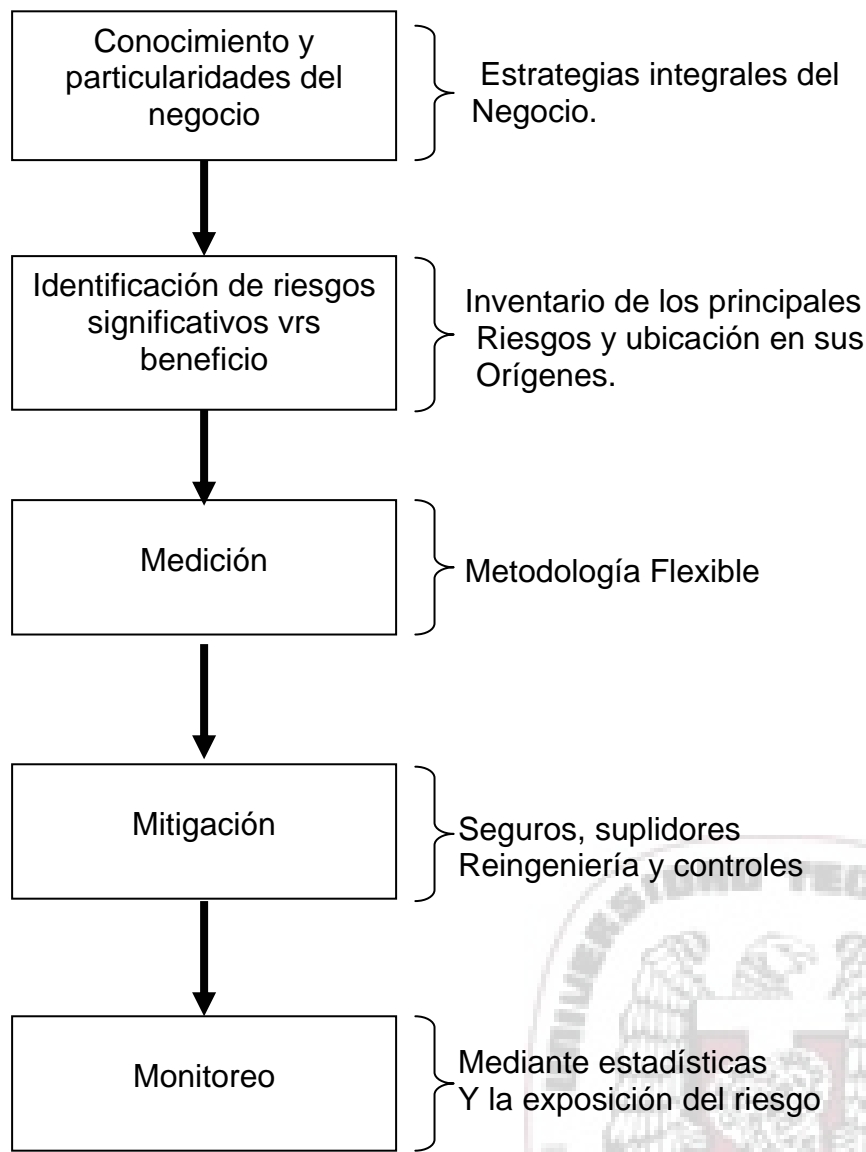 Conocimiento y
particularidades del
negocio
Estrategias integrales del
Negocio.
Identificación de riesgos
significativos vrs
beneficio
Inventario de los principales
Riesgos y ubicación en sus
Orígenes.
Medición
Metodología Flexible
Mitigación
Seguros, suplidores
Reingeniería y controles
Monitoreo
Mediante estadísticas
Y la exposición del riesgo